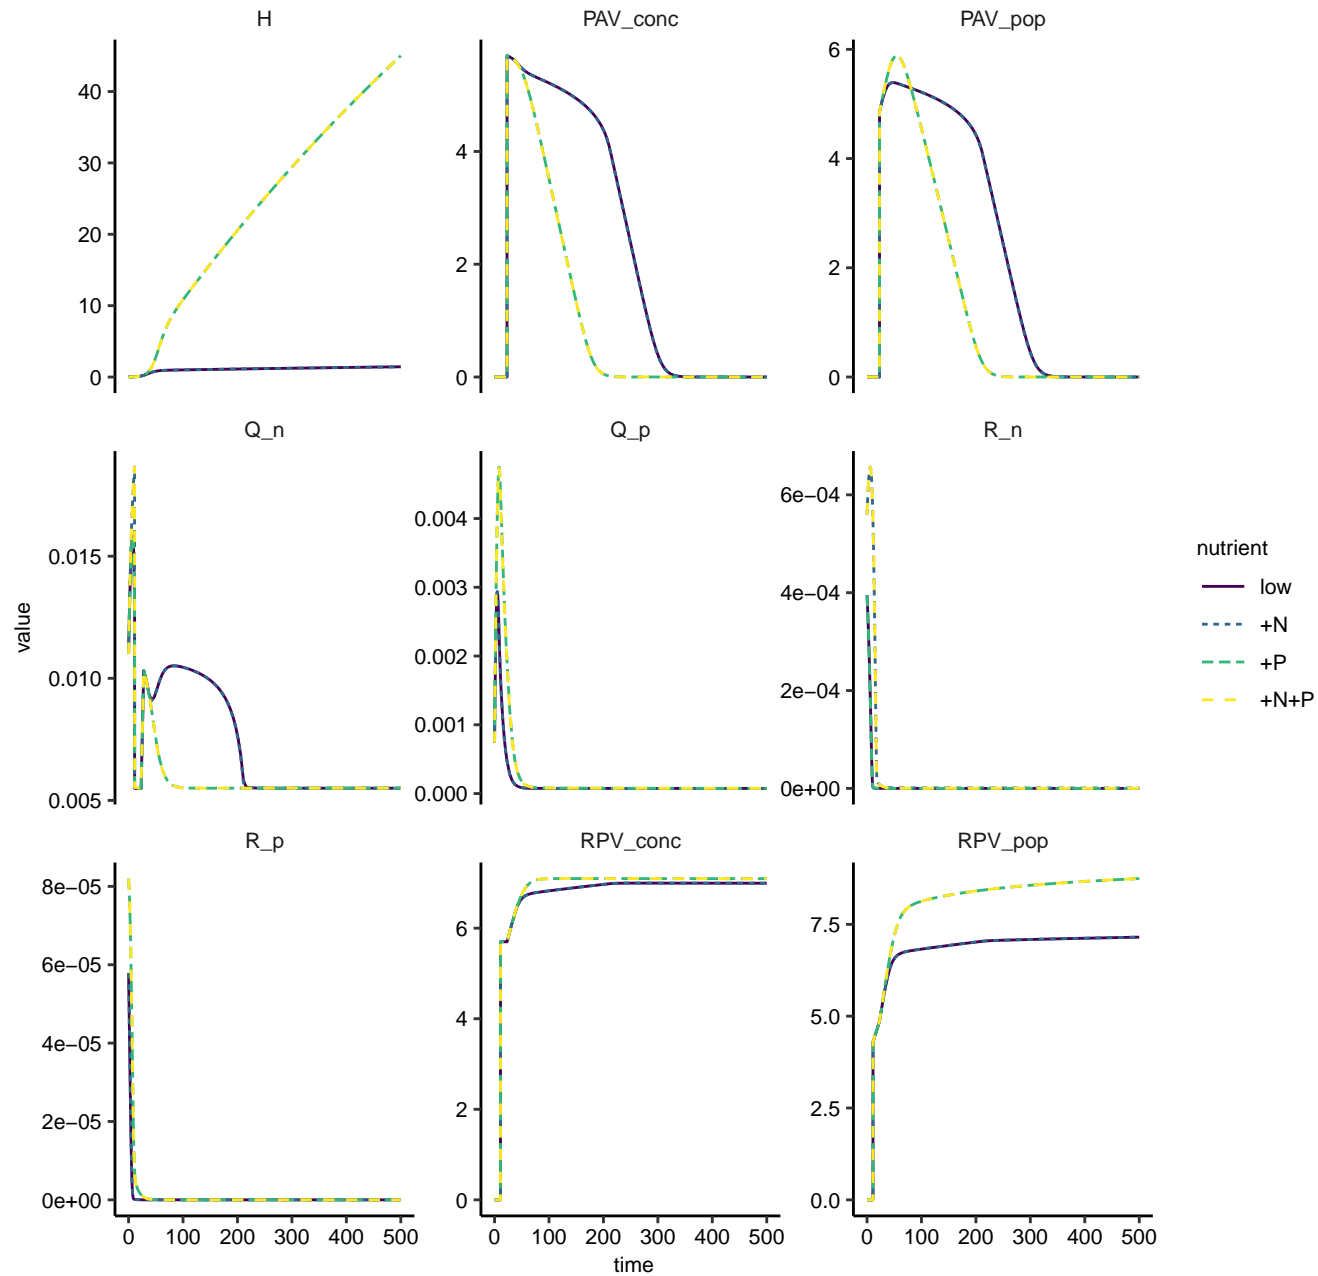 H
PAV_conc
PAV_pop
40
30
20
10
0
4
2
0
6
4
2
0
Q_n
Q_p
R_n
0.015
0.010
0.005
0.004
0.003
0.002
0.001
0.000
6e−04
4e−04
2e−04
0e+00
value
nutrient
low
+N
+P
+N+P
R_p
RPV_conc
RPV_pop
8e−05
6e−05
4e−05
2e−05
0e+00
6
4
2
0
7.5
5.0
2.5
0.0
0 100 200 300 400 500
0 100 200 300 400 500
0 100 200 300 400 500
time